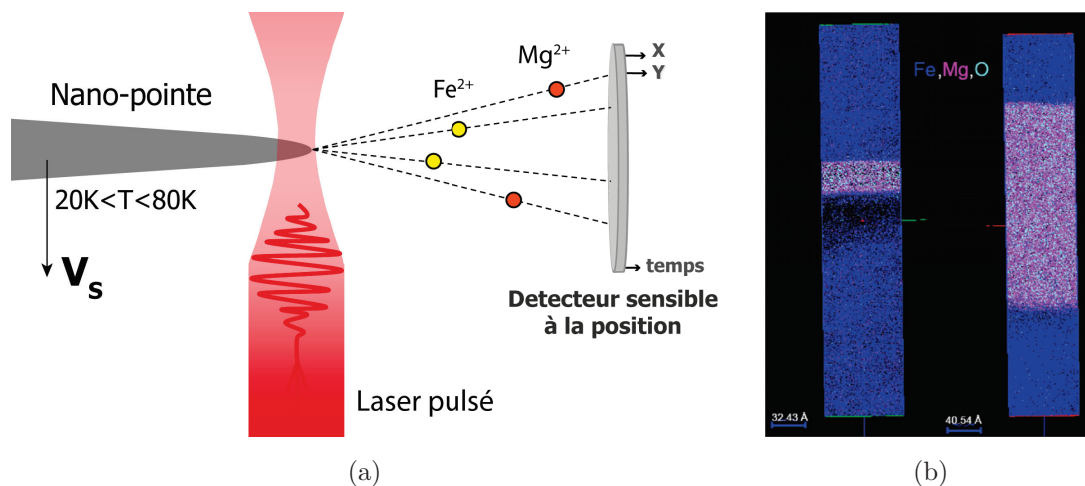 Nano-pointe
20K<T<80K
Vs
Fe²⁺
Mg²⁺
X
Y
temps
Detecteur sensible
à la position
Laser pulsé
(a)
Fe,Mg,O
32.43 Å
40.54 Å
(b)